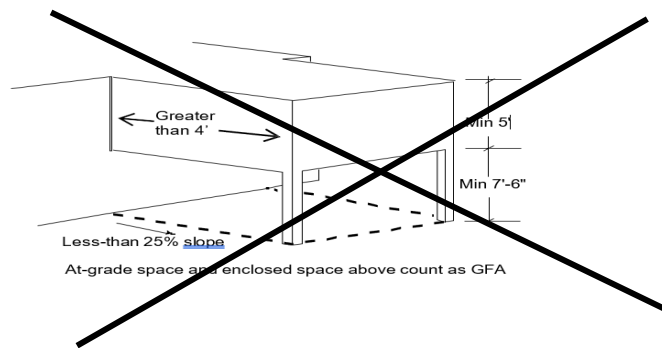 Greater
than 4'
Min 5'
Min 7'-6"
Less-than 25% slope
At-grade space and enclosed space above count as GFA